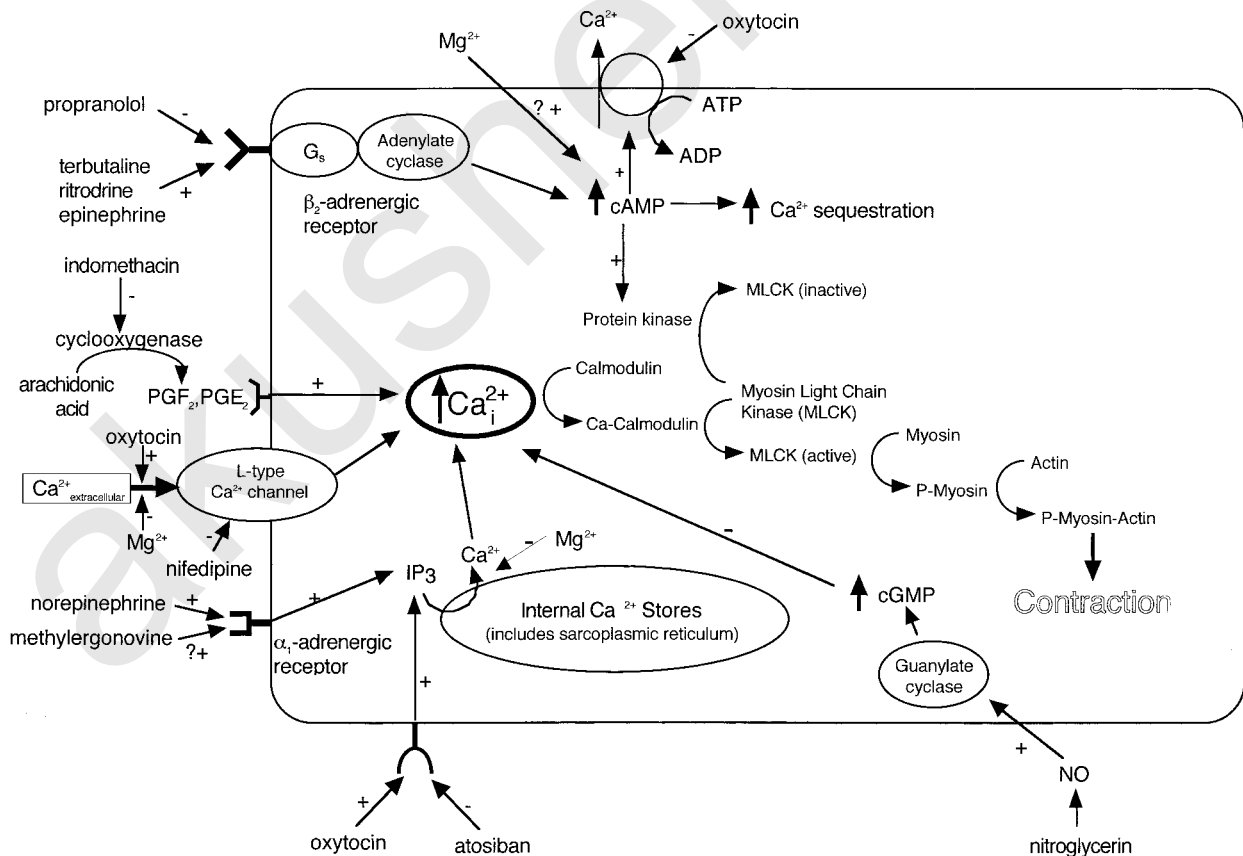 Ca²⁺
oxytocin
-
Mg²⁺
? +
ATP
ADP
propranolol
-
terbutaline
ritrodrine
epinephrine
+
Gₛ
Adenylate
cyclase
β₂-adrenergic
receptor
+
cAMP
Ca²⁺ sequestration
+
Protein kinase
MLCK (inactive)
indomethacin
-
cyclooxygenase
arachidonic
acid
PGF₂,PGE₂
+
Ca²⁺ᵢ
Calmodulin
Ca-Calmodulin
Myosin Light Chain
Kinase (MLCK)
MLCK (active)
Myosin
P-Myosin
Actin
P-Myosin-Actin
Contraction
oxytocin
+
Ca²⁺ extracellular
-
Mg²⁺
L-type
Ca²⁺ channel
-
nifedipine
norepinephrine
+
methylergonovine
?+
α₁-adrenergic
receptor
+
IP3
Ca²⁺
-
Mg²⁺
Internal Ca ²⁺ Stores
(includes sarcoplasmic reticulum)
-
cGMP
Guanylate
cyclase
+
NO
nitroglycerin
+
+
-
oxytocin
atosiban
akusher